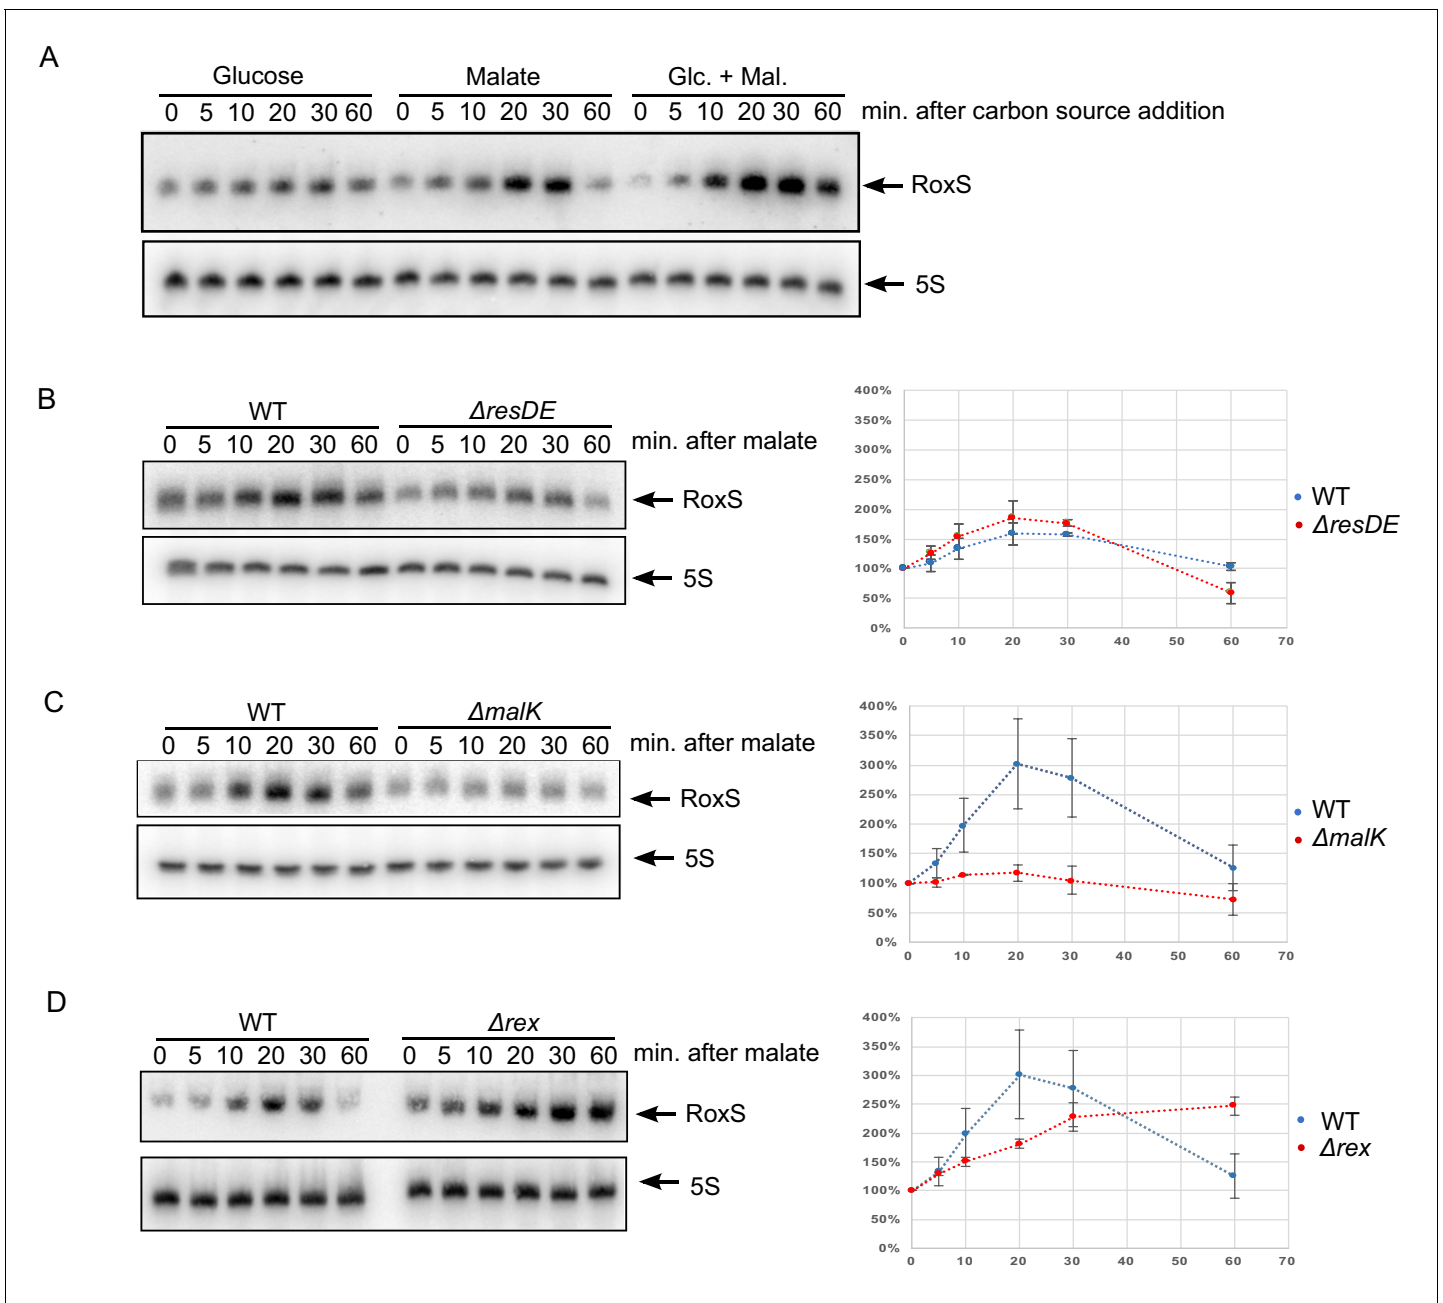 A
Glucose Malate Glc. + Mal.
0 5 10 20 30 60 0 5 10 20 30 60 0 5 10 20 30 60 min. after carbon source addition
RoxS
5S
B
WT ΔresDE
0 5 10 20 30 60 0 5 10 20 30 60 min. after malate
RoxS
5S
400%
350%
300%
250%
200%
150%
100%
50%
0%
0 10 20 30 40 50 60 70
WT
ΔresDE
C
WT ΔmalK
0 5 10 20 30 60 0 5 10 20 30 60 min. after malate
RoxS
5S
400%
350%
300%
250%
200%
150%
100%
50%
0%
0 10 20 30 40 50 60 70
WT
ΔmalK
D
WT Δrex
0 5 10 20 30 60 0 5 10 20 30 60 min. after malate
RoxS
5S
400%
350%
300%
250%
200%
150%
100%
50%
0%
0 10 20 30 40 50 60 70
WT
Δrex